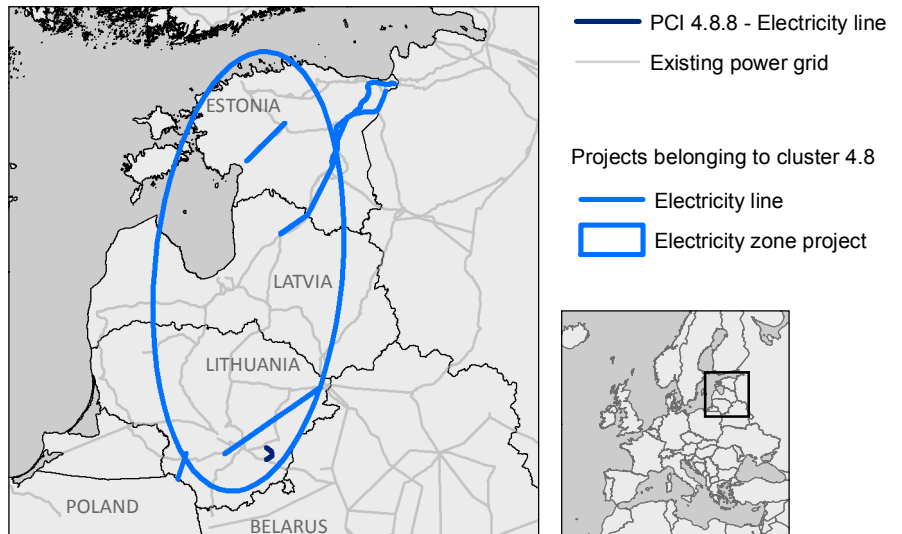 PCI 4.8.8 - Electricity line
Existing power grid
Projects belonging to cluster 4.8
Electricity line
Electricity zone project
ESTONIA
LATVIA
LITHUANIA
POLAND
BELARUS